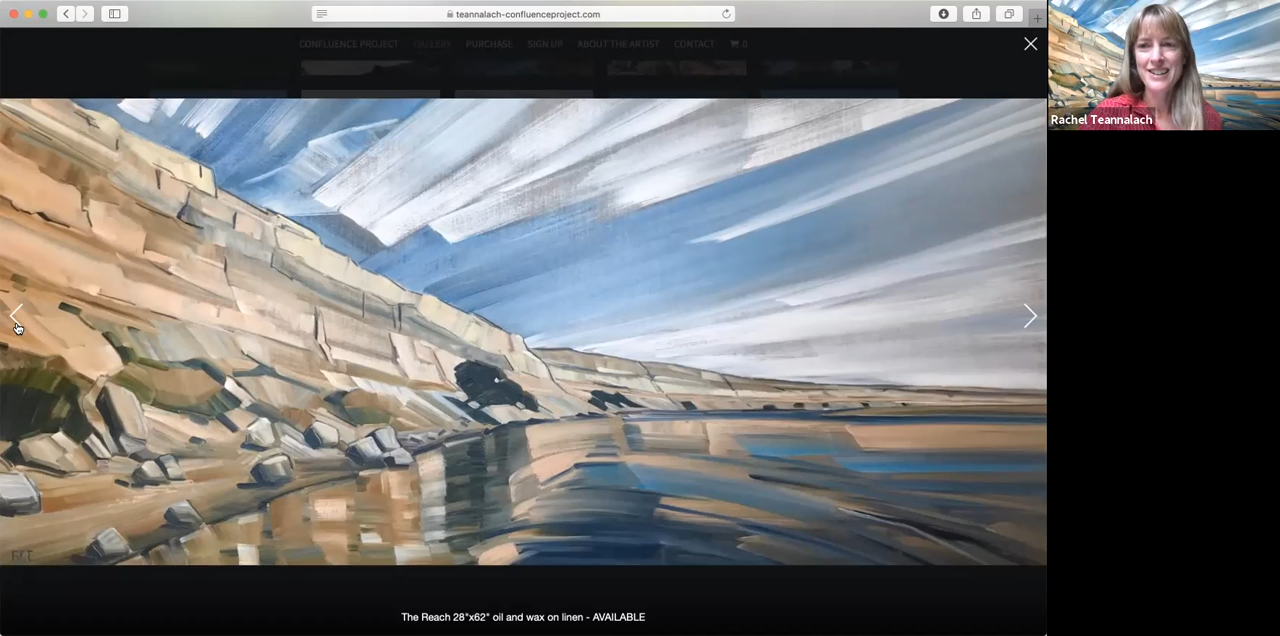 teannalach-confluenceproject.com
CONFLUENCE PROJECT GALLERY PURCHASE SIGN UP ABOUT THE ARTIST CONTACT 0
Rachel Teannalach
The Reach 28"x62" oil and wax on linen - AVAILABLE